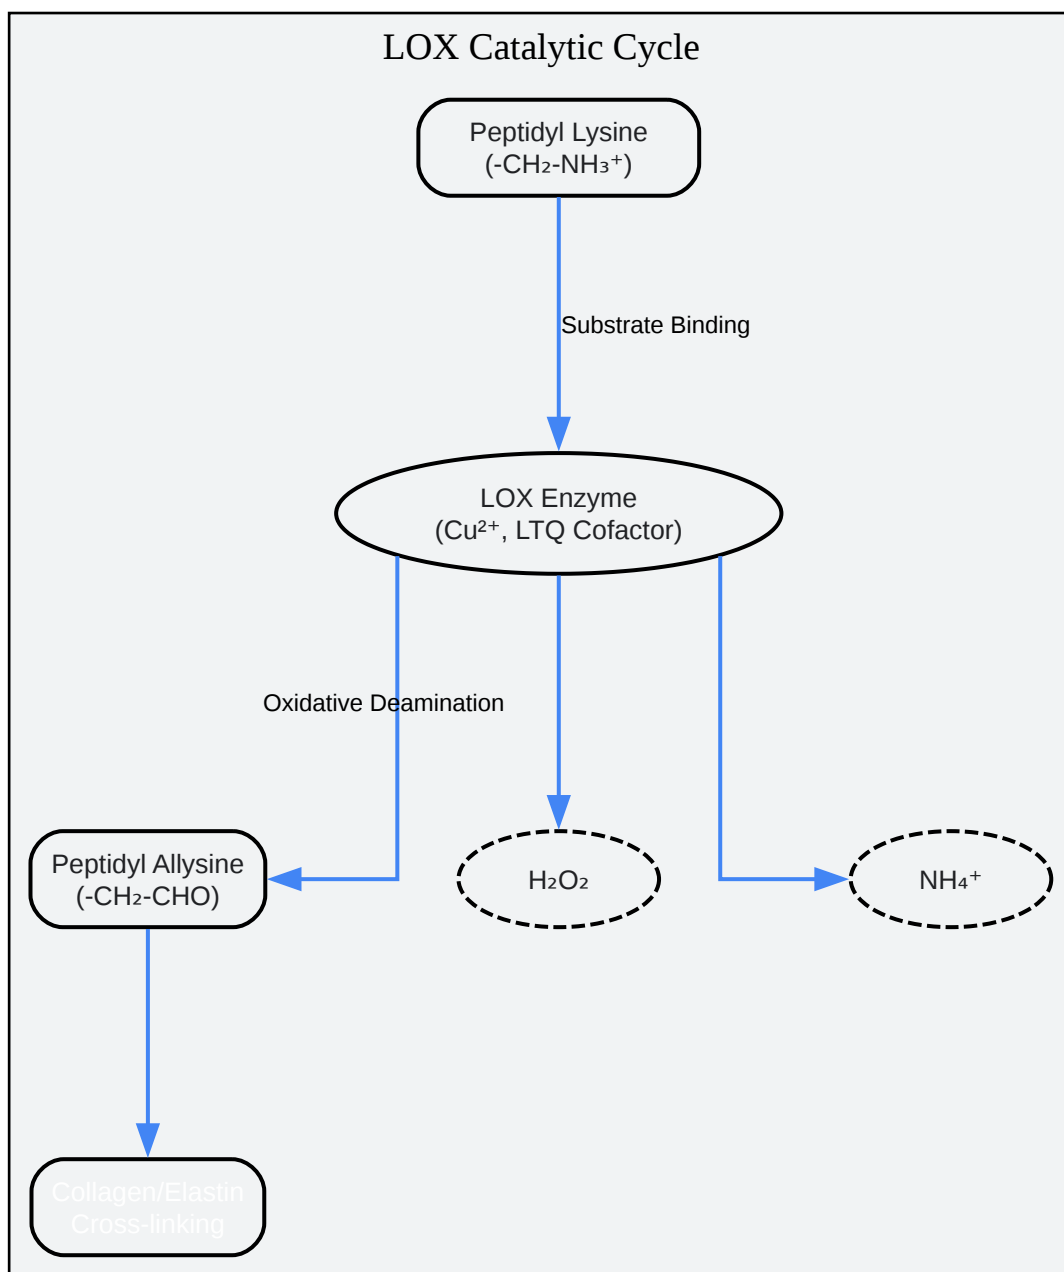 LOX Catalytic Cycle
Peptidyl Lysine
(-CH₂-NH₃⁺)
Substrate Binding
LOX Enzyme
(Cu²⁺, LTQ Cofactor)
Oxidative Deamination
Peptidyl Allysine
(-CH₂-CHO)
H₂O₂
NH₄⁺
Collagen/Elastin
Cross-linking